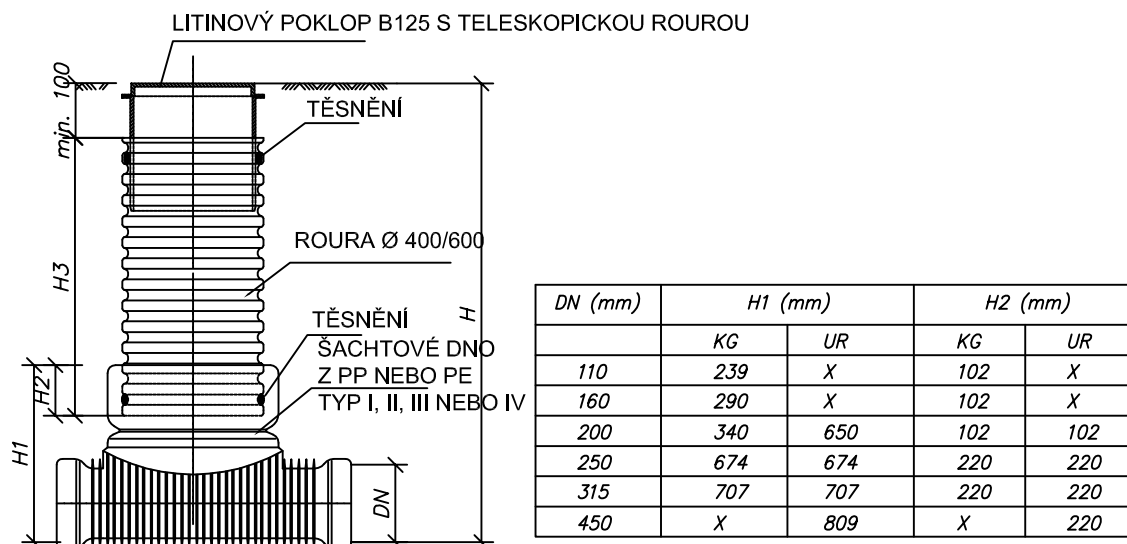 LITINOVÝ POKLOP B125 S TELESKOPICKOU ROUROU
min. 100
TĚSNĚNÍ
ROURA Ø 400/600
H3
H
TĚSNĚNÍ
ŠACHTOVÉ DNO
Z PP NEBO PE
TYP I, II, III NEBO IV
H2
H1
DN
DN (mm) H1 (mm) H2 (mm)
KG UR KG UR
110 239 X 102 X
160 290 X 102 X
200 340 650 102 102
250 674 674 220 220
315 707 707 220 220
450 X 809 X 220